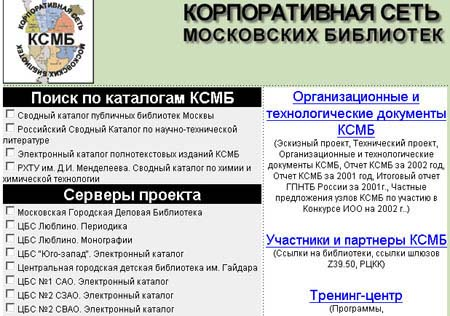 КОРПОРАТИВНАЯ СЕТЬ
МОСКОВСКИХ БИБЛИОТЕК
КОРПОРАТИВНАЯ СЕТЬ
КСМБ
МОСКОВСКИХ БИБЛИОТЕК
Поиск по каталогам КСМБ
Сводный каталог публичных библиотек Москвы
Российский Сводный Каталог по научно-технической
литературе
Электронный каталог полнотекстовых изданий КСМБ
РХТУ им. Д.И. Менделеева. Сводный каталог по химии и
химической технологии
Серверы проекта
Московская Городская Деловая Библиотека
ЦБС Люблино. Периодика
ЦБС Люблино. Монографии
ЦБС "Юго-запад". Электронный каталог
Центральная городская детская библиотека им. Гайдара
ЦБС №1 САО. Электронный каталог
ЦБС №2 СЗАО. Электронный каталог
ЦБС №2 СВАО. Электронный каталог
Организационные и
технологические документы
КСМБ
(Эскизный проект, Технический проект,
Организационные и технологические
документы КСМБ, Отчет КСМБ за 2002 год,
Отчет КСМБ за 2001 год, Итоговый отчет
ГПНТБ России за 2001г., Частные
предложения узлов КСМБ по участию в
Конкурсе ИОО на 2002 г..)
Участники и партнеры КСМБ
(Ссылки на библиотеки, ссылки шлюзов
Z39.50, РЦКК)
Тренинг-центр
(Программы,